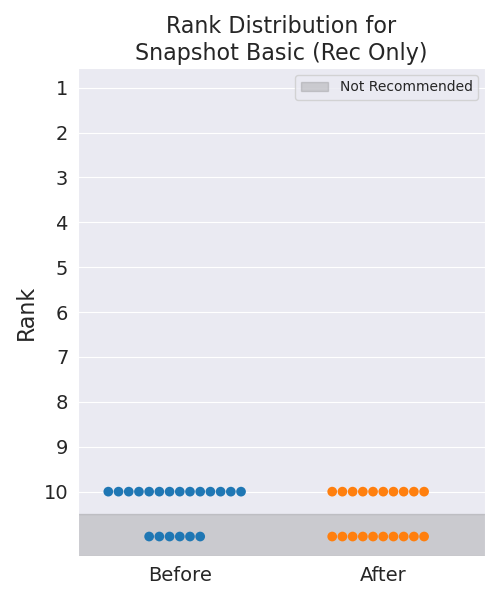 Rank Distribution for
Snapshot Basic (Rec Only)
Not Recommended
1
2
3
4
5
6
7
8
9
10
Rank
Before
After